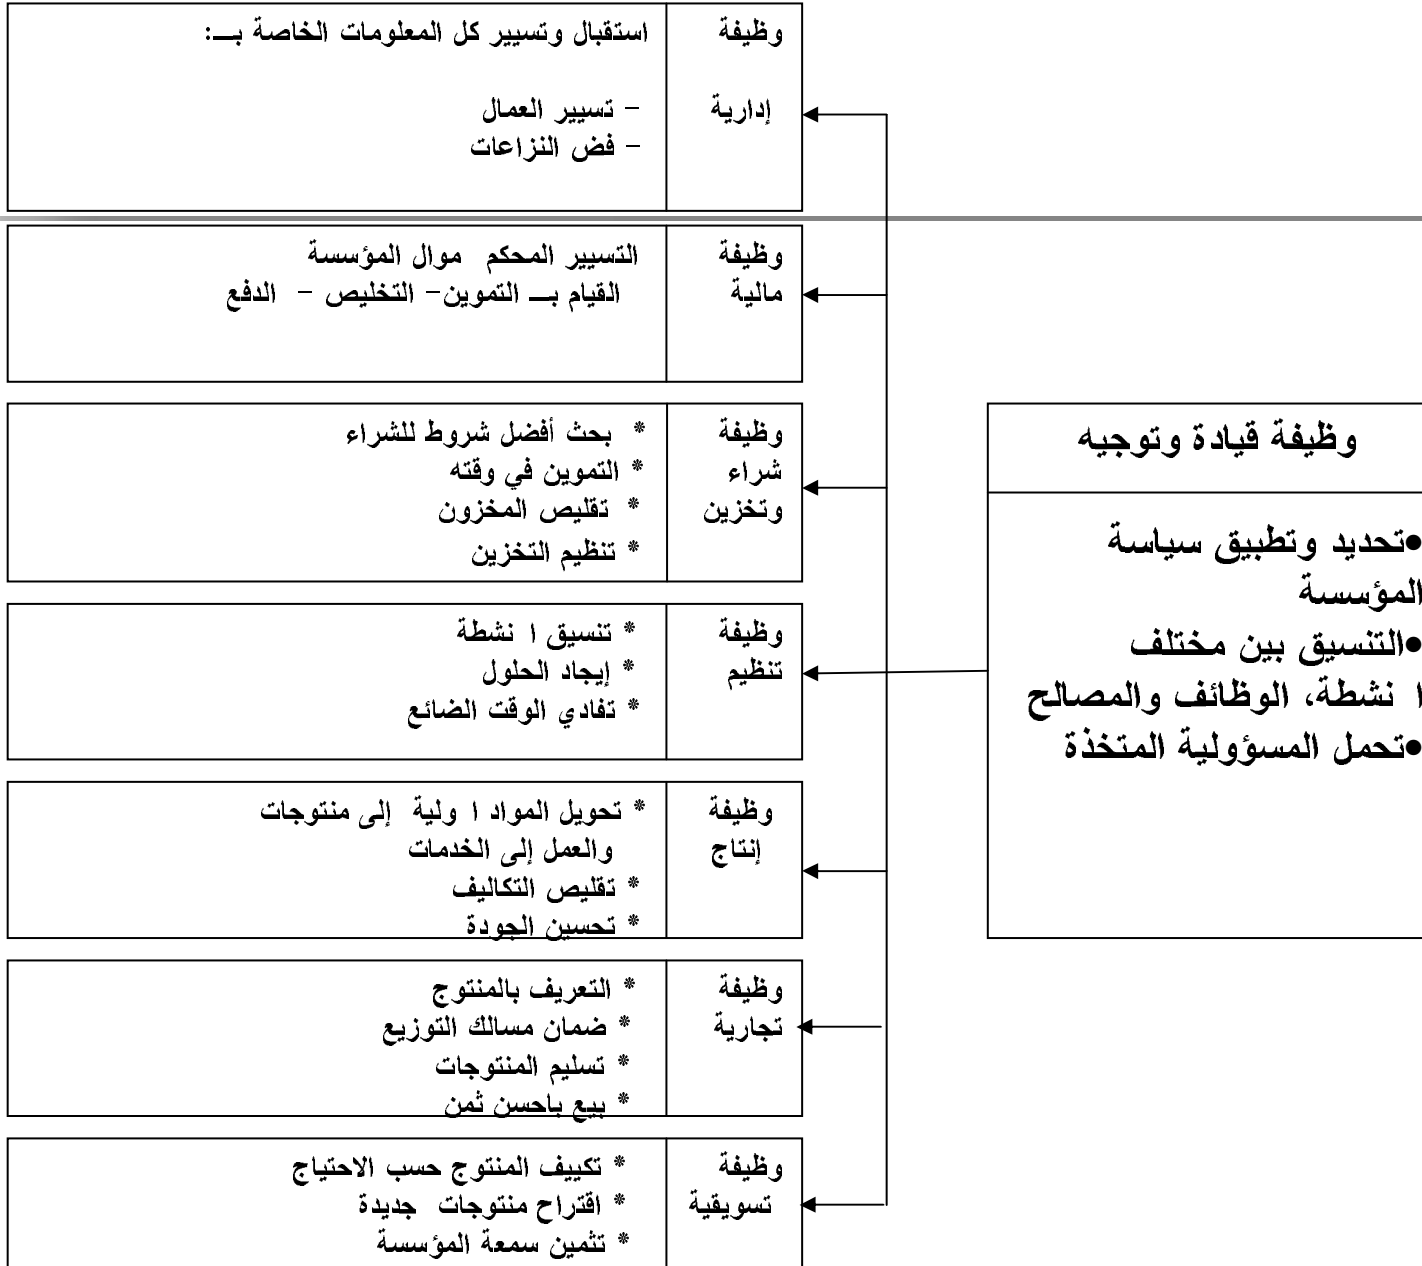 وظيفة قيادة وتوجيه
•تحديد وتطبيق سياسة
المؤسسة
•التنسيق بين مختلف
ا نشطة، الوظائف والمصالح
•تحمل المسؤولية المتخذة
وظيفة
إدارية
استقبال وتسيير كل المعلومات الخاصة بـــ:
- تسيير العمال
- فض النزاعات
وظيفة
مالية
التسيير المحكم موال المؤسسة
القيام بـــ التموين- التخليص - الدفع
وظيفة
شراء
وتخزين
* بحث أفضل شروط للشراء
* التموين في وقته
* تقليص المخزون
* تنظيم التخزين
وظيفة
تنظيم
* تنسيق ا نشطة
* إيجاد الحلول
* تفادي الوقت الضائع
وظيفة
إنتاج
* تحويل المواد ا ولية إلى منتوجات
والعمل إلى الخدمات
* تقليص التكاليف
* تحسين الجودة
وظيفة
تجارية
* التعريف بالمنتوج
* ضمان مسالك التوزيع
* تسليم المنتوجات
* بيع باحسن ثمن
وظيفة
تسويقية
* تكييف المنتوج حسب الاحتياج
* اقتراح منتوجات جديدة
* تثمين سمعة المؤسسة